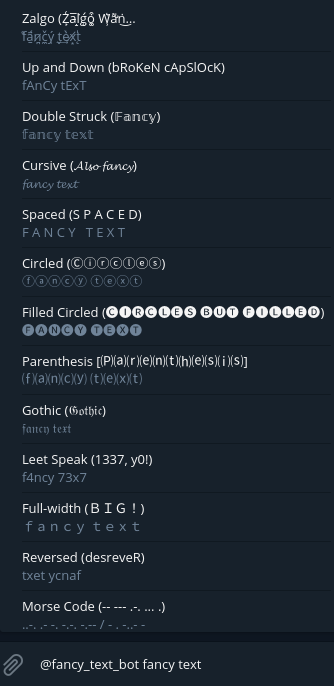 Zalgo (Z̷a̷l̷g̷o̷ W̷a̷n̷...
f̷a̷n̷c̷y̷ t̷e̷x̷t̷
Up and Down (bRoKeN cApSlOcK)
fAnCy tExT
Double Struck (𝔽𝕒𝕟𝕔𝕪)
𝕗𝕒𝕟𝕔𝕪 𝕥𝕖𝕩𝕥
Cursive (𝓐𝓵𝓼𝓸 𝓯𝓪𝓷𝓬𝔂)
𝓯𝓪𝓷𝓬𝔂 𝓽𝓮𝔁𝓽
Spaced (S P A C E D)
F A N C Y   T E X T
Circled (Ⓒⓘⓡⓒⓛⓔⓢ)
ⓕⓐⓝⓒⓨ ⓣⓔⓧⓣ
Filled Circled (🅒🅘🅡🅒🅛🅔🅢 🅑🅤🅣 🅕🅘🅛🅛🅔🅓)
🅕🅐🅝🅒🅨 🅣🅔🅧🅣
Parenthesis [🄟⒜⒭⒠⒩⒯⒣⒠⒮⒤⒮]
⒡⒜⒩⒞⒴ ⒯⒠⒳⒯
Gothic (𝔊𝔬𝔱𝔥𝔦𝔠)
𝔣𝔞𝔫𝔠𝔶 𝔱𝔢𝔵𝔱
Leet Speak (1337, y0!)
f4ncy 73x7
Full-width (ＢＩＧ！)
ｆａｎｃｙ ｔｅｘｔ
Reversed (desreveR)
txet ycnaf
Morse Code (-- --- .-. ... .)
..-. .- -. -.-. -.-- / - . -..- -
@fancy_text_bot fancy text